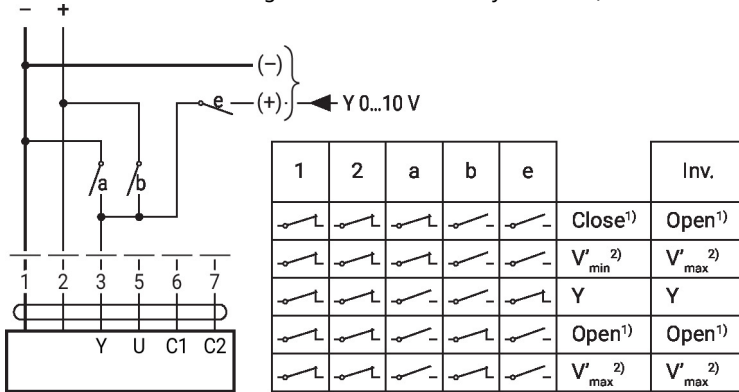 − +
(−)
e (+) Y 0...10 V
a b
1 2 3 5 6 7
Y U C1 C2
1 2 a b e Inv.
Close¹⁾ Open¹⁾
V'min²⁾ V'max²⁾
Y Y
Open¹⁾ Open¹⁾
V'max²⁾ V'max²⁾